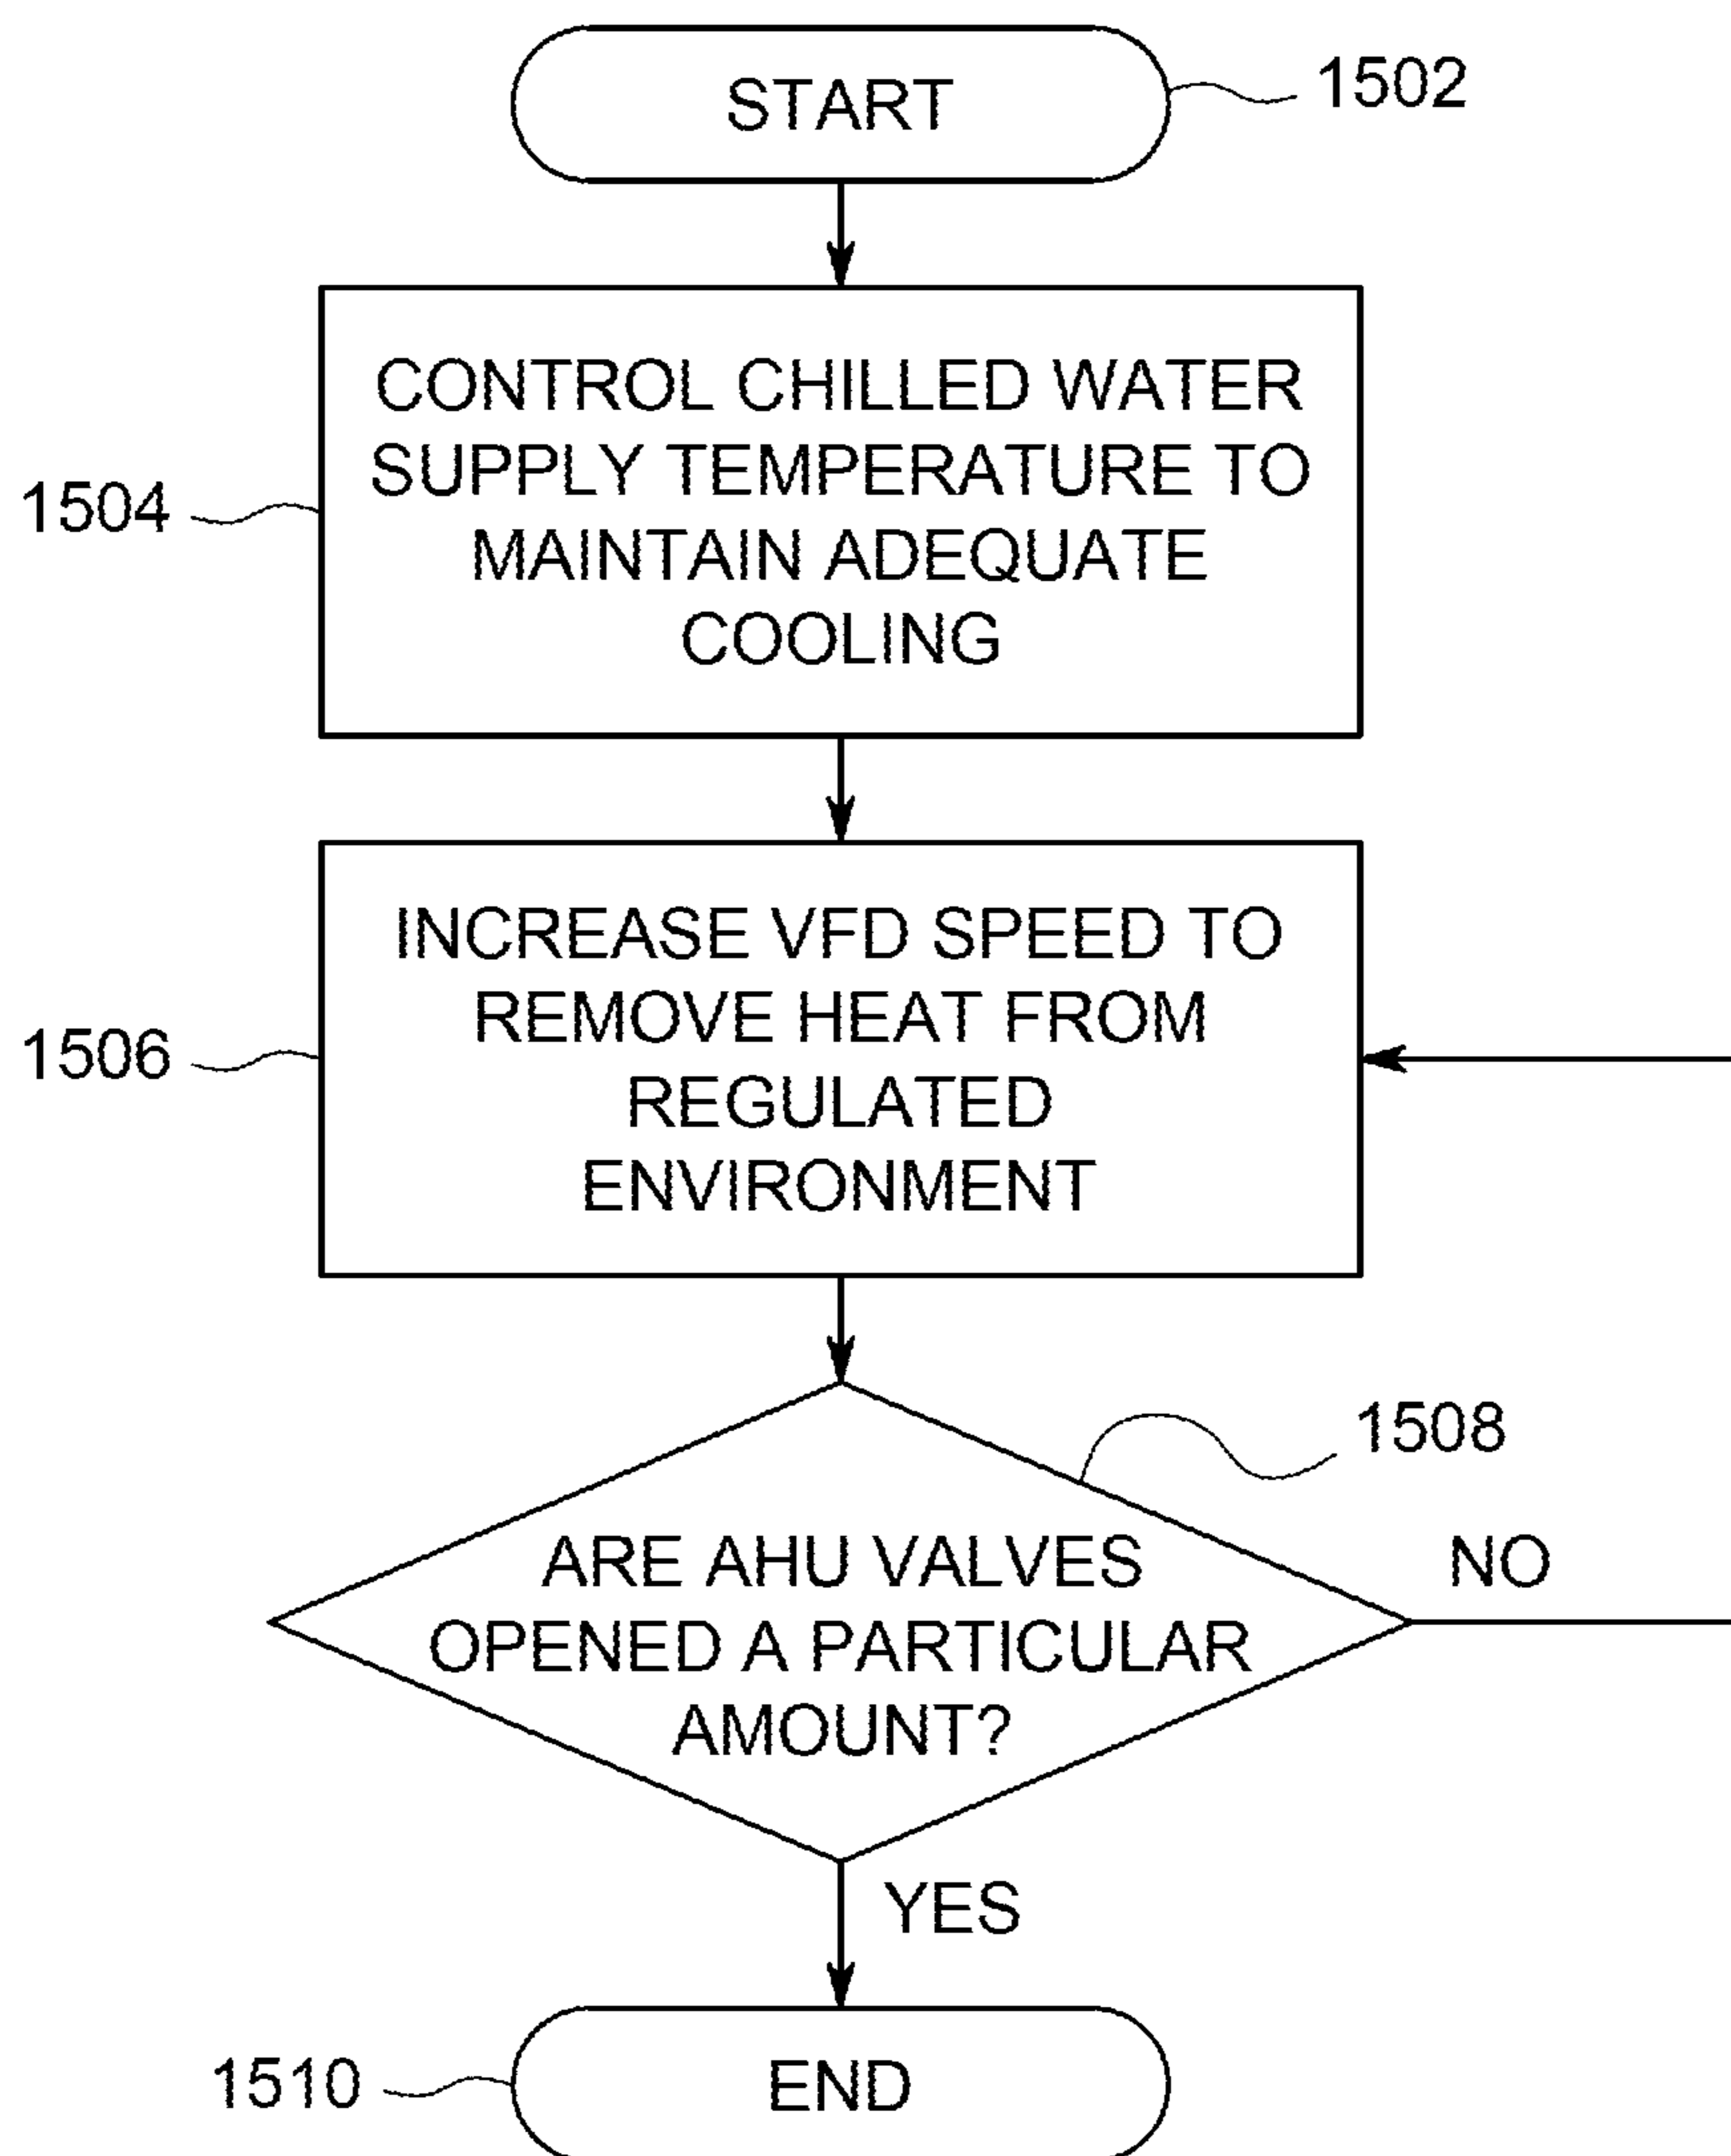 START
1502
CONTROL CHILLED WATER
SUPPLY TEMPERATURE TO
MAINTAIN ADEQUATE
COOLING
1504
INCREASE VFD SPEED TO
REMOVE HEAT FROM
REGULATED
ENVIRONMENT
1506
1508
ARE AHU VALVES
OPENED A PARTICULAR
AMOUNT?
NO
YES
1510
END